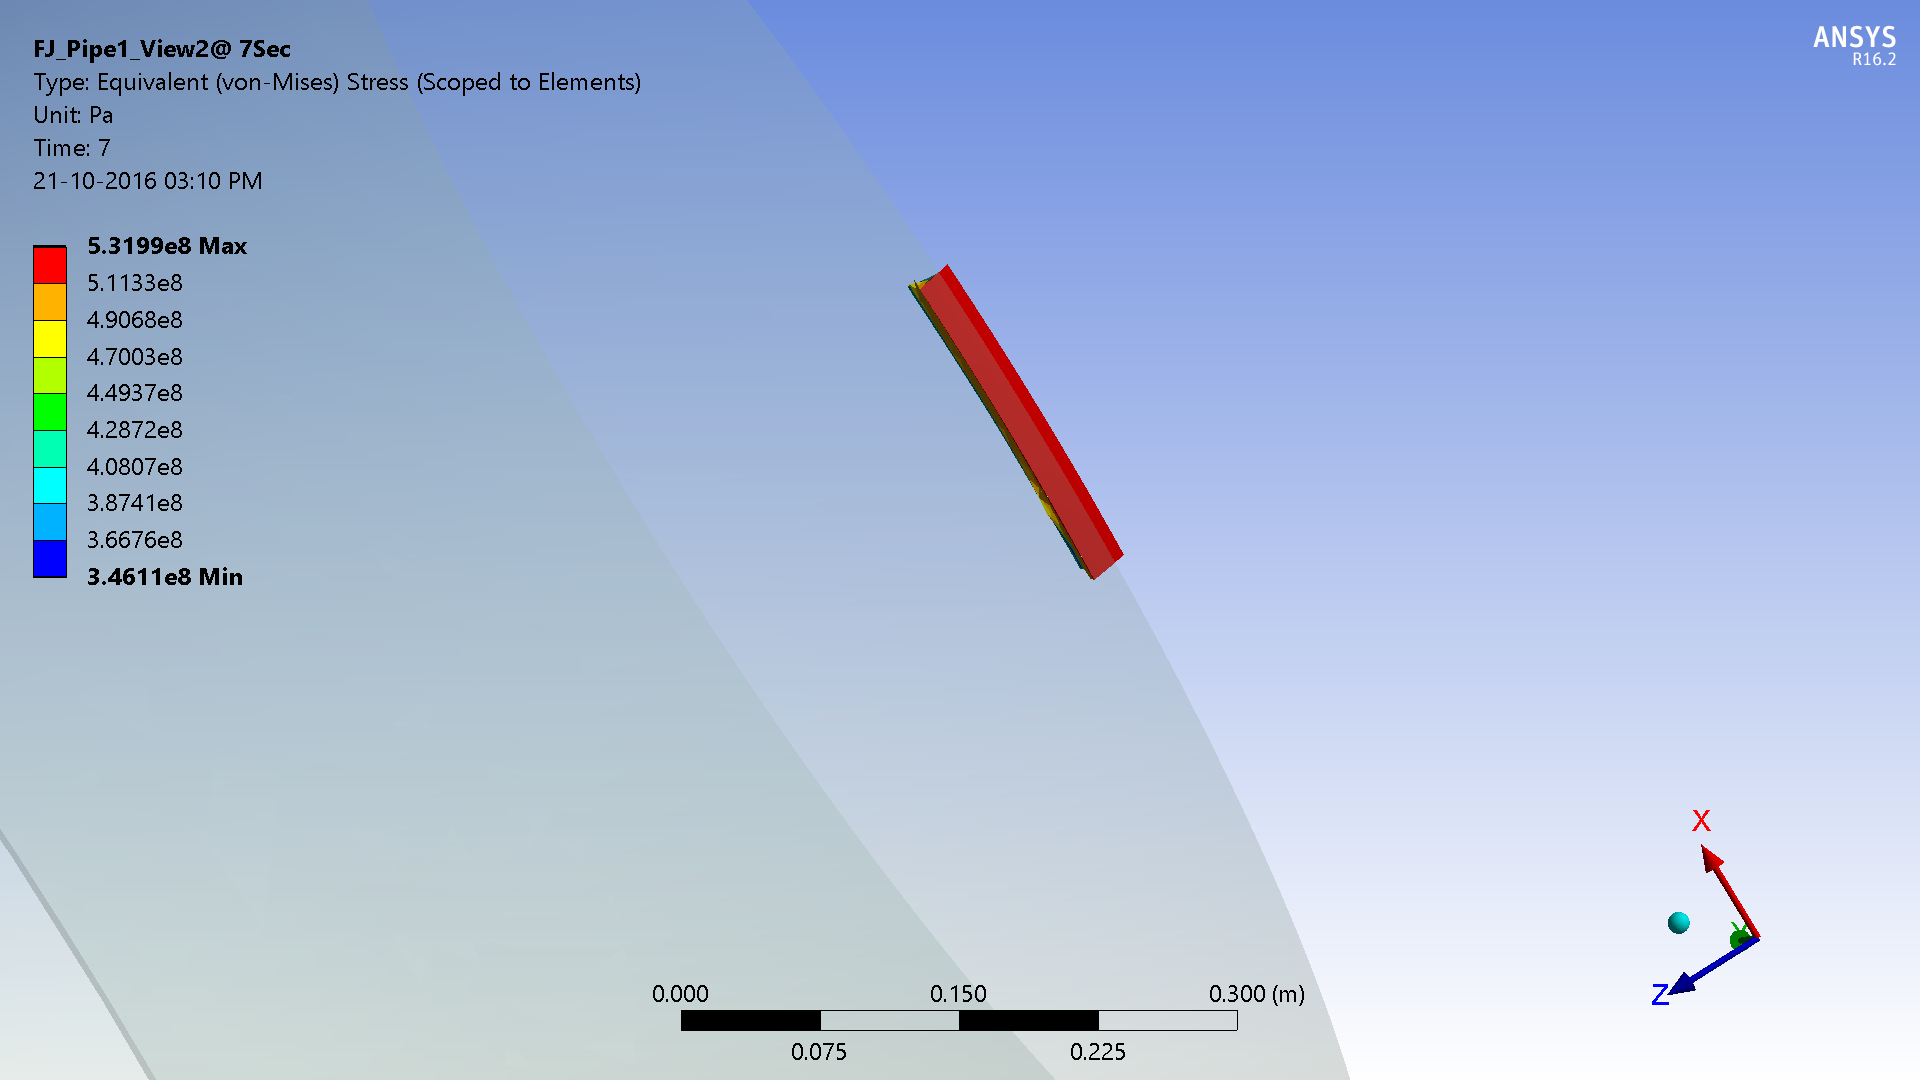 FJ_Pipe1_View2@ 7Sec
Type: Equivalent (von-Mises) Stress (Scoped to Elements)
Unit: Pa
Time: 7
21-10-2016 03:10 PM
5.3199e8 Max
5.1133e8
4.9068e8
4.7003e8
4.4937e8
4.2872e8
4.0807e8
3.8741e8
3.6676e8
3.4611e8 Min
ANSYS
R16.2
X
Y
Z
0.000 0.150 0.300 (m)
0.075 0.225